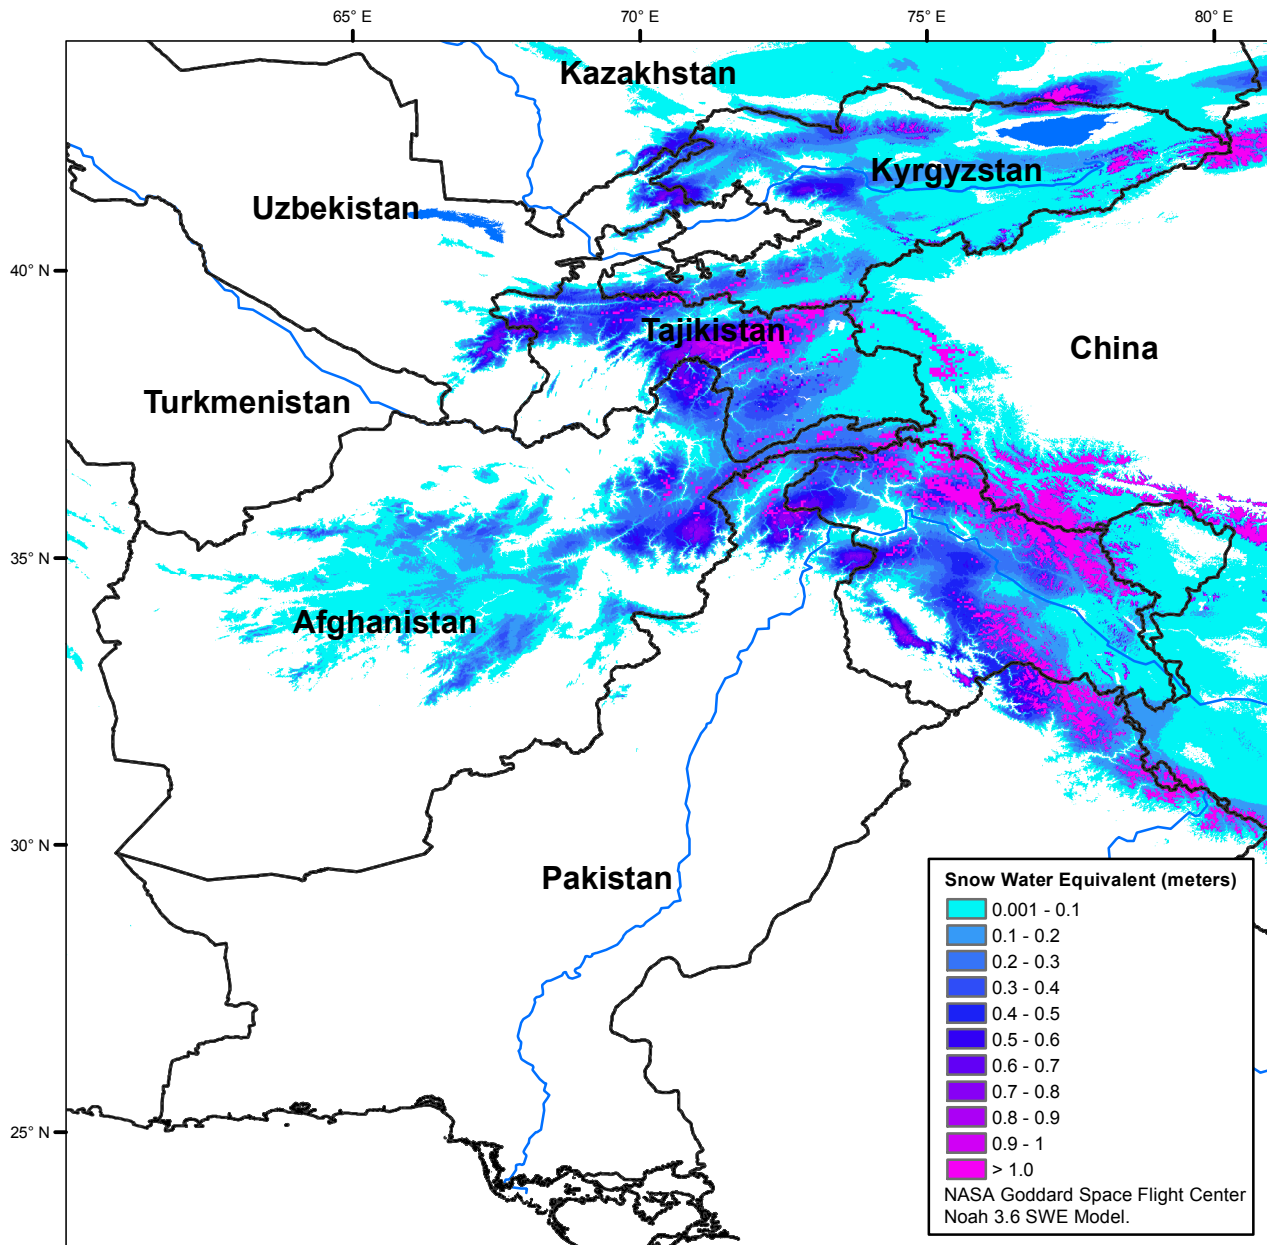 65° E
70° E
75° E
80° E
Kazakhstan
Kyrgyzstan
Uzbekistan
40° N
Tajikistan
China
Turkmenistan
35° N
Afghanistan
30° N
Pakistan
Snow Water Equivalent (meters)
0.001 - 0.1
0.1 - 0.2
0.2 - 0.3
0.3 - 0.4
0.4 - 0.5
0.5 - 0.6
0.6 - 0.7
0.7 - 0.8
0.8 - 0.9
0.9 - 1
> 1.0
25° N
NASA Goddard Space Flight Center
Noah 3.6 SWE Model.